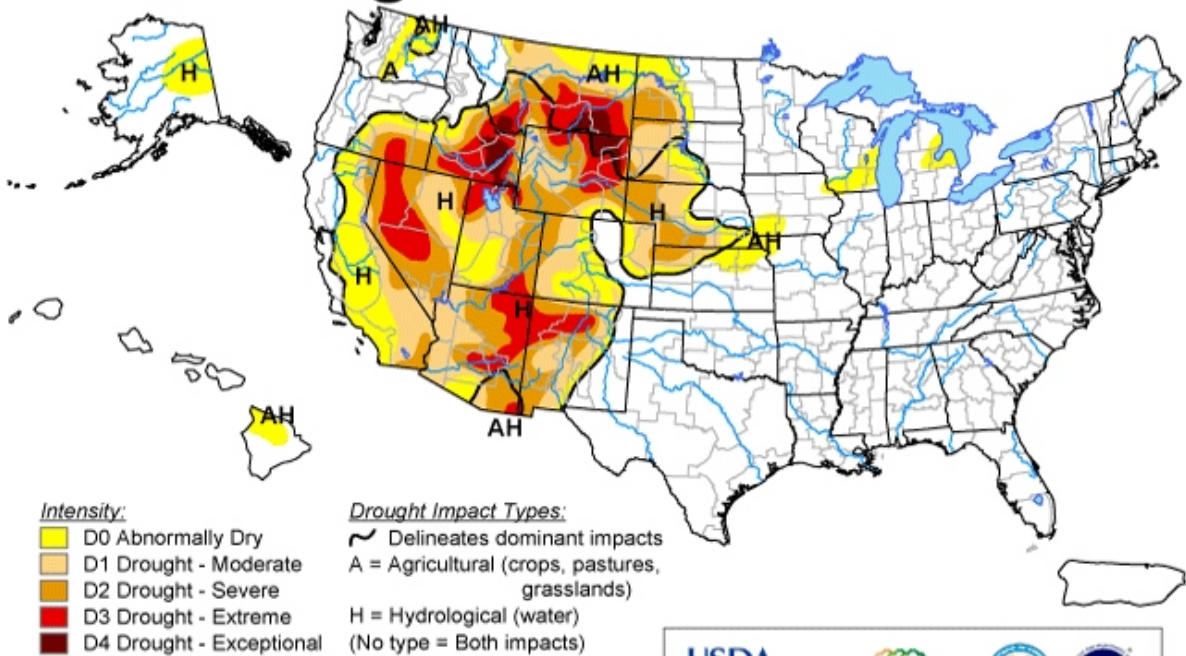 AH
A
H
AH
H
H
AH
H
H
AH
AH
Intensity:
D0 Abnormally Dry
D1 Drought - Moderate
D2 Drought - Severe
D3 Drought - Extreme
D4 Drought - Exceptional
Drought Impact Types:
Delineates dominant impacts
A = Agricultural (crops, pastures,
grasslands)
H = Hydrological (water)
(No type = Both impacts)
USDA